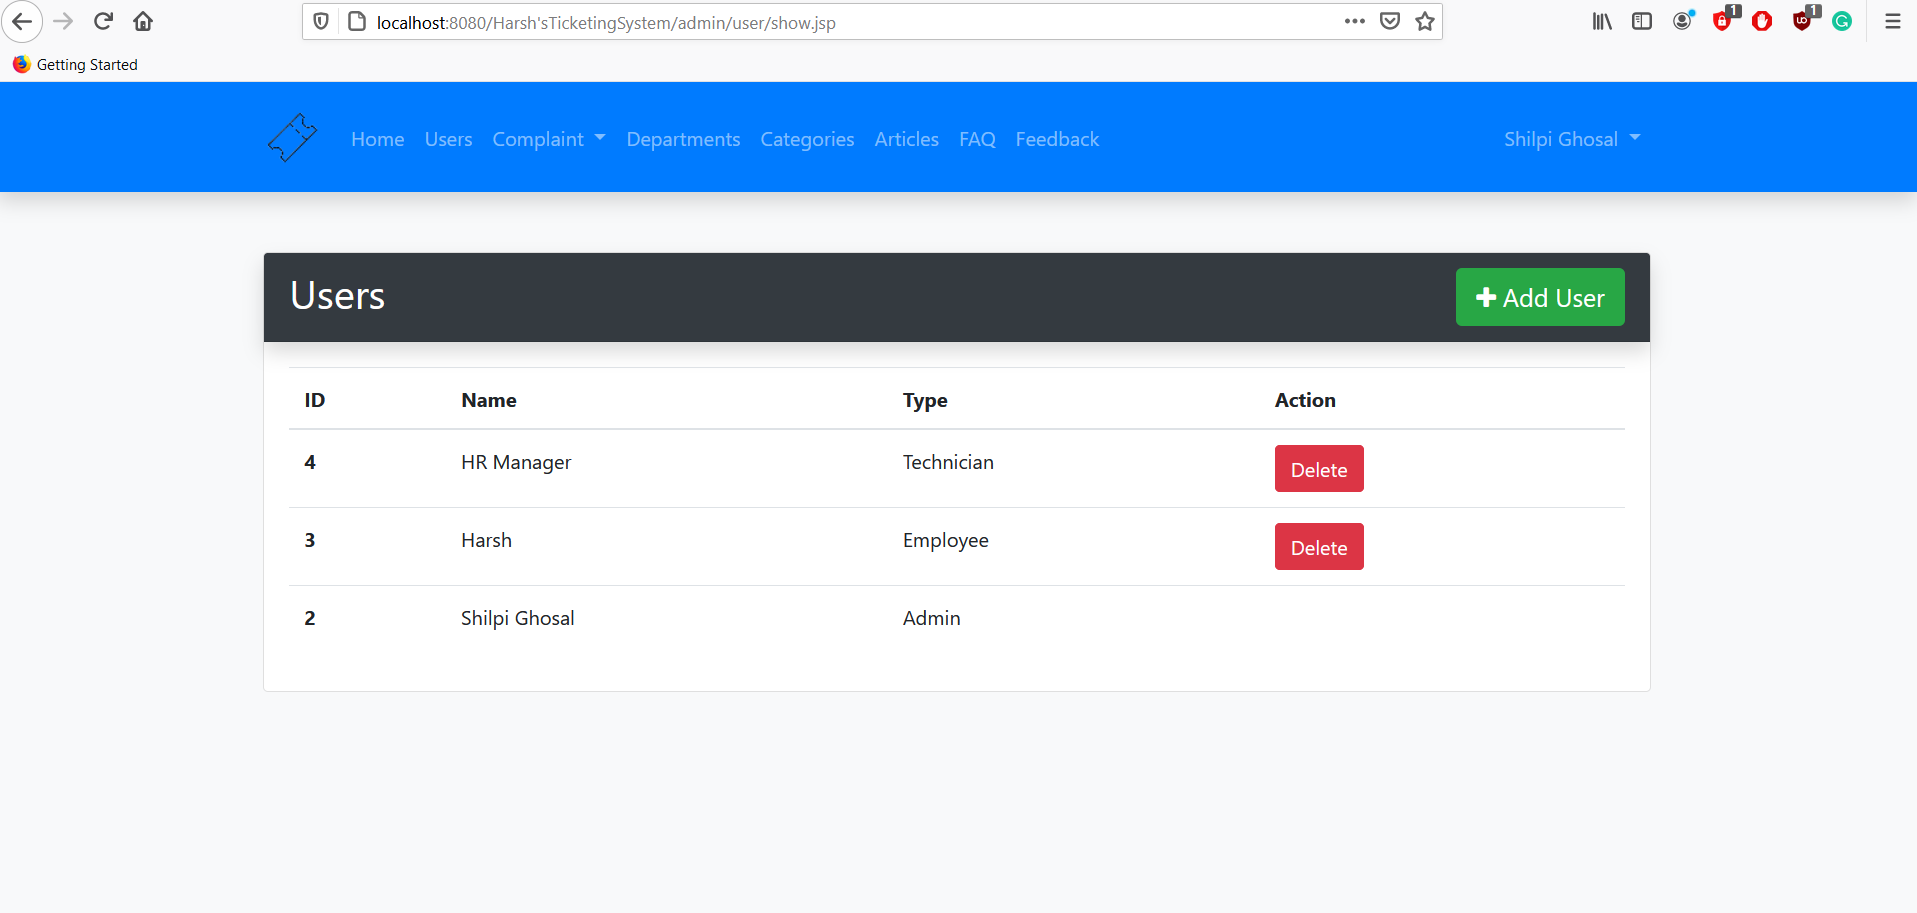 localhost:8080/Harsh'sTicketingSystem/admin/user/show.jsp
1
1
Getting Started
Home Users Complaint Departments Categories Articles FAQ Feedback Shilpi Ghosal
Users
Add User
ID Name Type Action
4 HR Manager Technician Delete
3 Harsh Employee Delete
2 Shilpi Ghosal Admin